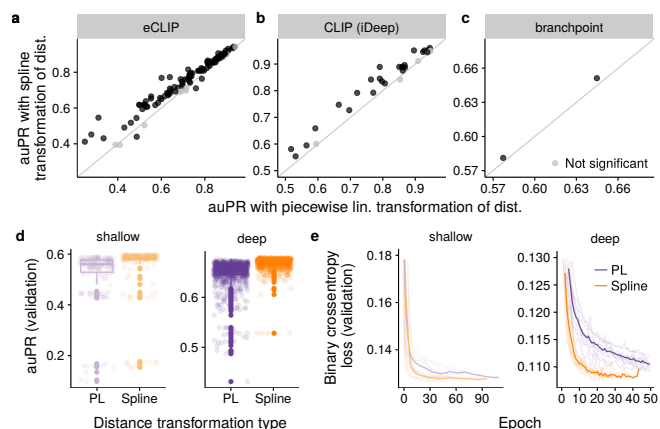 a
eCLIP
b
CLIP (iDeep)
c
branchpoint
auPR with spline
transformation of dist.
0.8
0.6
0.4
0.4
0.6
0.8
0.9
0.8
0.7
0.6
0.5
0.5
0.6
0.7
0.8
0.9
0.66
0.63
0.60
0.57
0.57
0.60
0.63
0.66
Not significant
auPR with piecewise lin. transformation of dist.
d
shallow
deep
auPR (validation)
0.6
0.4
0.2
0.6
0.5
PL
Spline
PL
Spline
Distance transformation type
e
shallow
deep
Binary crossentropy
loss (validation)
0.18
0.16
0.14
0 30 60 90
0.130
0.125
0.120
0.115
0.110
0 10 20 30 40 50
PL
Spline
Epoch